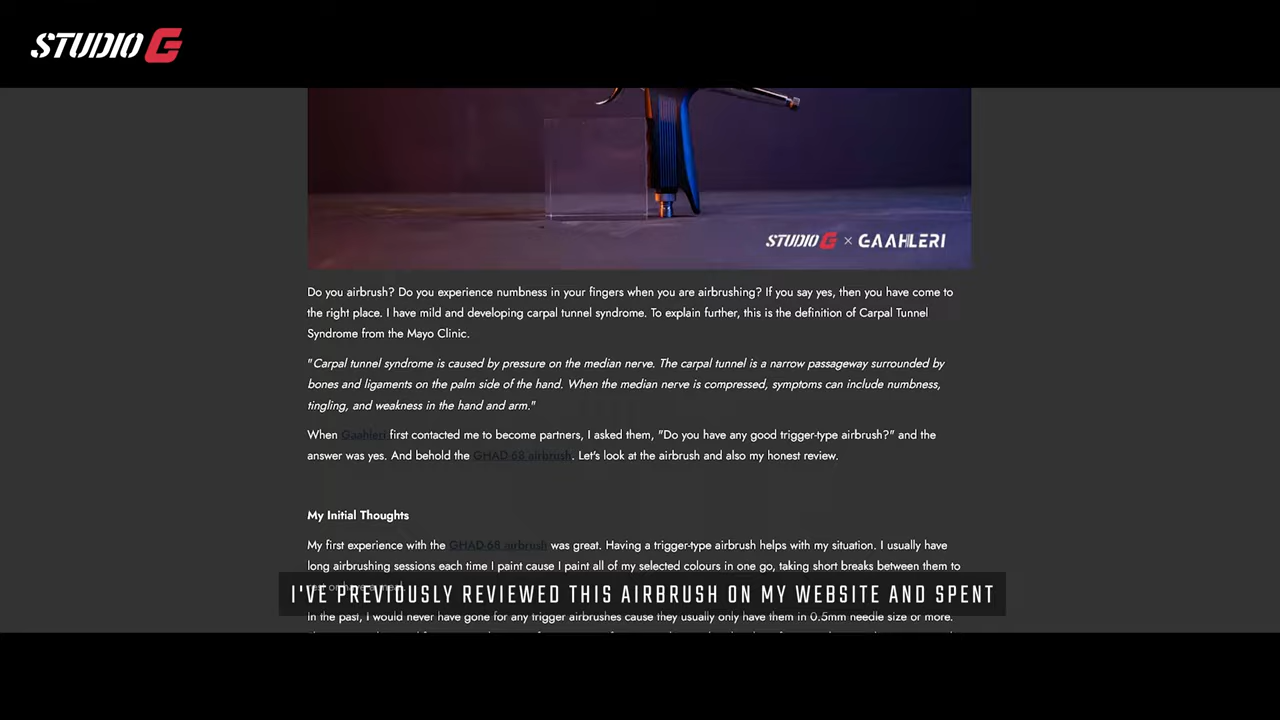 STUDIO G
STUDIO G × GAAHLERI
Do you airbrush? Do you experience numbness in your fingers when you are airbrushing? If you say yes, then you have come to
the right place. I have mild and developing carpal tunnel syndrome. To explain further, this is the definition of Carpal Tunnel
Syndrome from the Mayo Clinic.
"Carpal tunnel syndrome is caused by pressure on the median nerve. The carpal tunnel is a narrow passageway surrounded by
bones and ligaments on the palm side of the hand. When the median nerve is compressed, symptoms can include numbness,
tingling, and weakness in the hand and arm."
When Gaahleri first contacted me to become partners, I asked them, "Do you have any good trigger-type airbrush?" and the
answer was yes. And behold the GHAD 68 airbrush. Let's look at the airbrush and also my honest review.
My Initial Thoughts
My first experience with the GHAD 68 airbrush was great. Having a trigger-type airbrush helps with my situation. I usually have
long airbrushing sessions each time I paint cause I paint all of my selected colours in one go, taking short breaks between them to
I'VE PREVIOUSLY REVIEWED THIS AIRBRUSH ON MY WEBSITE AND SPENT
In the past, I would never have gone for any trigger airbrushes cause they usually only have them in 0.5mm needle size or more.